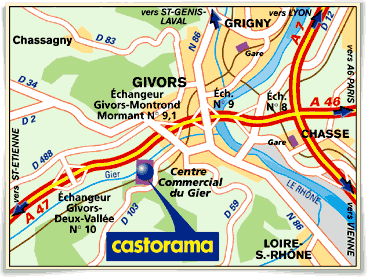 vers ST-GENIS-
LAVAL
vers LYON
GRIGNY
N 86
A 7
D 12
D 83
Chassagny
Gare
vers A6 PARIS
D 34
GIVORS
Échangeur
Givors-Montrond
Mormant N° 9,1
Éch.
N° 9
Éch.
N° 8
A 46
D 2
CHASSE
Gare
vers ST-ETIENNE
D 488
Gier
Centre
Commercial
du Gier
LE RHÔNE
Échangeur
Givors-
Deux-Vallée
N° 10
A 47
D 103
D 59
N 86
vers VIENNE
castorama
LOIRE-
S.-RHÔNE